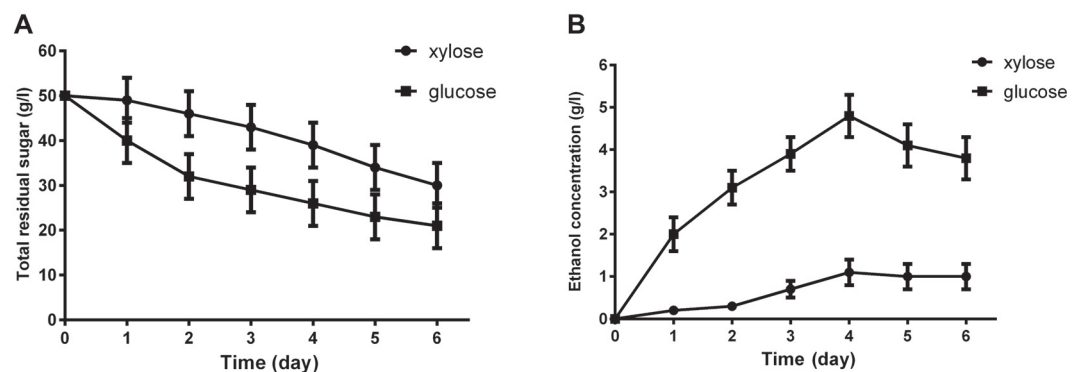 A
xylose
glucose
Total residual sugar (g/l)
60
50
40
30
20
10
0
0 1 2 3 4 5 6
Time (day)
B
xylose
glucose
Ethanol concentration (g/l)
6
5
4
3
2
1
0
0 1 2 3 4 5 6
Time (day)